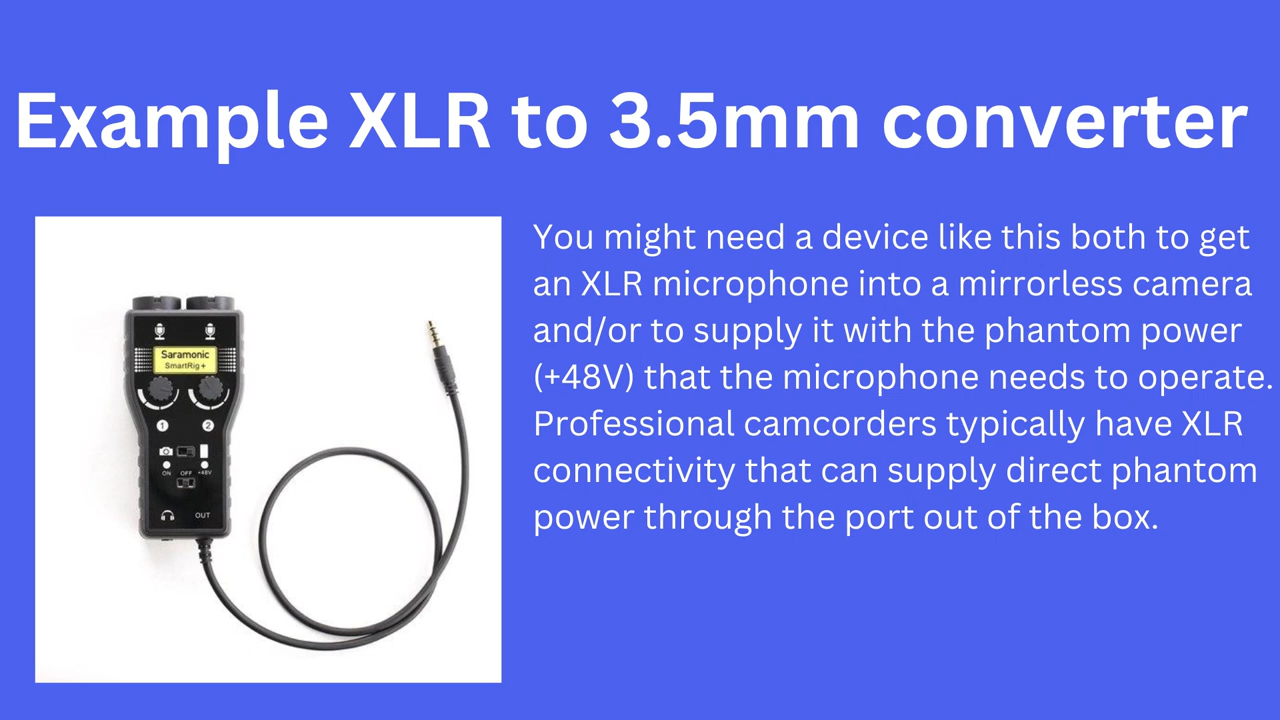 Example XLR to 3.5mm converter
You might need a device like this both to get
an XLR microphone into a mirrorless camera
and/or to supply it with the phantom power
(+48V) that the microphone needs to operate.
Professional camcorders typically have XLR
connectivity that can supply direct phantom
power through the port out of the box.
Saramonic
SmartRig+
1 2
ON OFF +48V
OUT